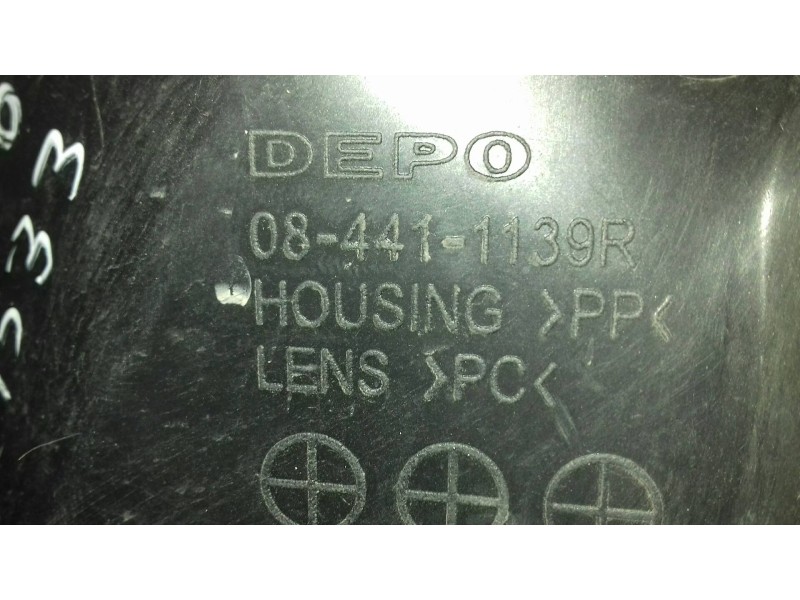 DEPO
08-441-1139R
HOUSING >PP<
LENS >PC<